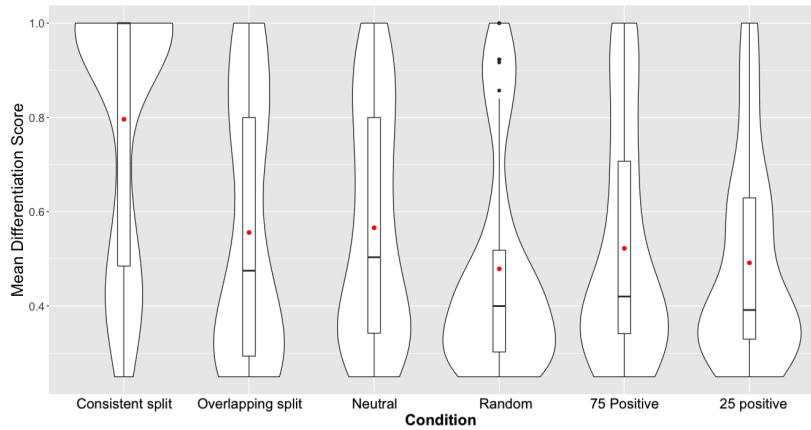 Mean Differentiation Score
1.0
0.8
0.6
0.4
Consistent split Overlapping split Neutral Random 75 Positive 25 positive
Condition